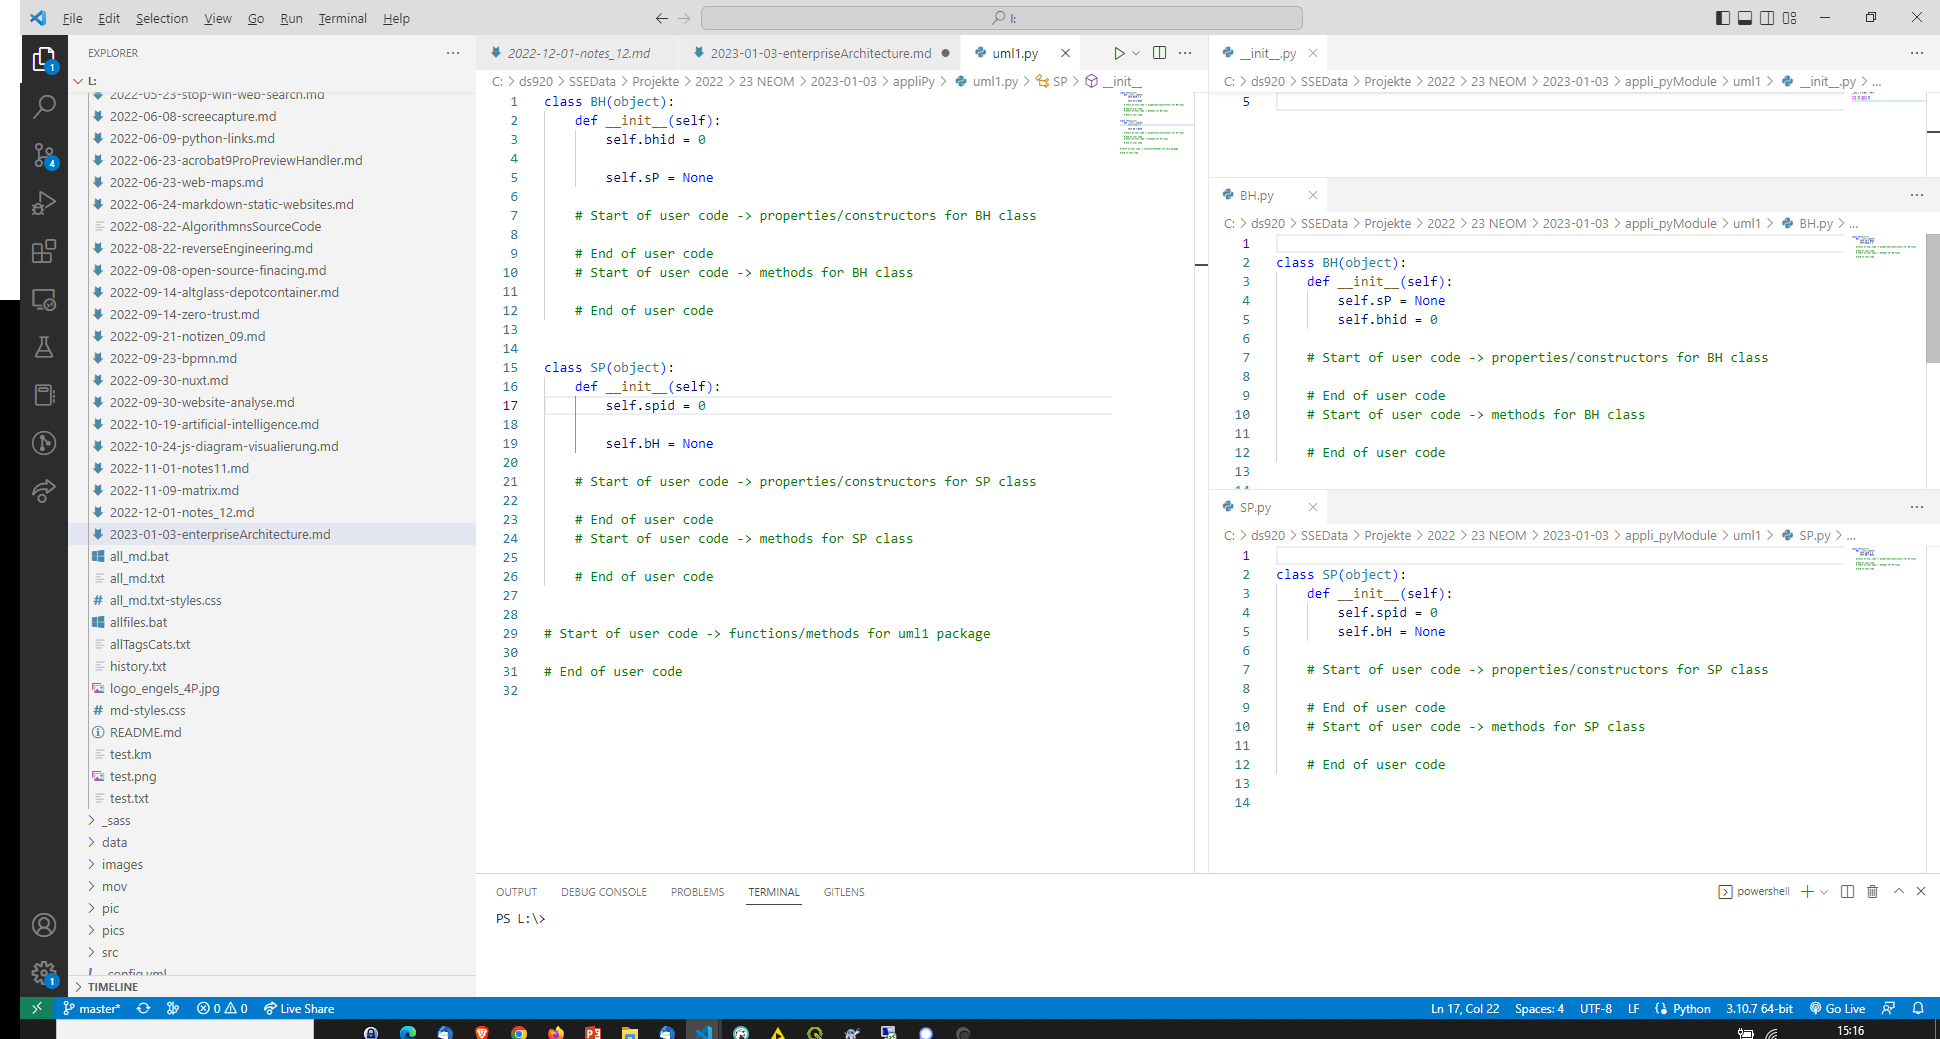 File Edit Selection View Go Run Terminal Help
l:
EXPLORER
L:
2022-05-23-stop-win-web-search.md
2022-06-08-screecapture.md
2022-06-09-python-links.md
2022-06-23-acrobat9ProPreviewHandler.md
2022-06-23-web-maps.md
2022-06-24-markdown-static-websites.md
2022-08-22-AlgorithmnsSourceCode
2022-08-22-reverseEngineering.md
2022-09-08-open-source-finacing.md
2022-09-14-altglass-depotcontainer.md
2022-09-14-zero-trust.md
2022-09-21-notizen_09.md
2022-09-23-bpmn.md
2022-09-30-nuxt.md
2022-09-30-website-analyse.md
2022-10-19-artificial-intelligence.md
2022-10-24-js-diagram-visualierung.md
2022-11-01-notes11.md
2022-11-09-matrix.md
2022-12-01-notes_12.md
2023-01-03-enterpriseArchitecture.md
all_md.bat
all_md.txt
all_md.txt-styles.css
allfiles.bat
allTagsCats.txt
history.txt
logo_engels_4P.jpg
md-styles.css
README.md
test.km
test.png
test.txt
_sass
data
images
mov
pic
pics
src
_config.yml
TIMELINE
1
4
1
2022-12-01-notes_12.md 2023-01-03-enterpriseArchitecture.md uml1.py
C: > ds920 > SSEData > Projekte > 2022 > 23 NEOM > 2023-01-03 > appliPy > uml1.py > SP > __init__
1 class BH(object):
2 def __init__(self):
3 self.bhid = 0
4
5 self.sP = None
6
7 # Start of user code -> properties/constructors for BH class
8
9 # End of user code
10 # Start of user code -> methods for BH class
11
12 # End of user code
13
14
15 class SP(object):
16 def __init__(self):
17 self.spid = 0
18
19 self.bH = None
20
21 # Start of user code -> properties/constructors for SP class
22
23 # End of user code
24 # Start of user code -> methods for SP class
25
26 # End of user code
27
28
29 # Start of user code -> functions/methods for uml1 package
30
31 # End of user code
32
__init__.py
C: > ds920 > SSEData > Projekte > 2022 > 23 NEOM > 2023-01-03 > appli_pyModule > uml1 > __init__.py > ...
5
BH.py
C: > ds920 > SSEData > Projekte > 2022 > 23 NEOM > 2023-01-03 > appli_pyModule > uml1 > BH.py > ...
1
2 class BH(object):
3 def __init__(self):
4 self.sP = None
5 self.bhid = 0
6
7 # Start of user code -> properties/constructors for BH class
8
9 # End of user code
10 # Start of user code -> methods for BH class
11
12 # End of user code
13
14
SP.py
C: > ds920 > SSEData > Projekte > 2022 > 23 NEOM > 2023-01-03 > appli_pyModule > uml1 > SP.py > ...
1
2 class SP(object):
3 def __init__(self):
4 self.spid = 0
5 self.bH = None
6
7 # Start of user code -> properties/constructors for SP class
8
9 # End of user code
10 # Start of user code -> methods for SP class
11
12 # End of user code
13
14
OUTPUT DEBUG CONSOLE PROBLEMS TERMINAL GITLENS
powershell
PS L:\>
master* 0 0 Live Share
Ln 17, Col 22 Spaces: 4 UTF-8 LF Python 3.10.7 64-bit Go Live
15:16